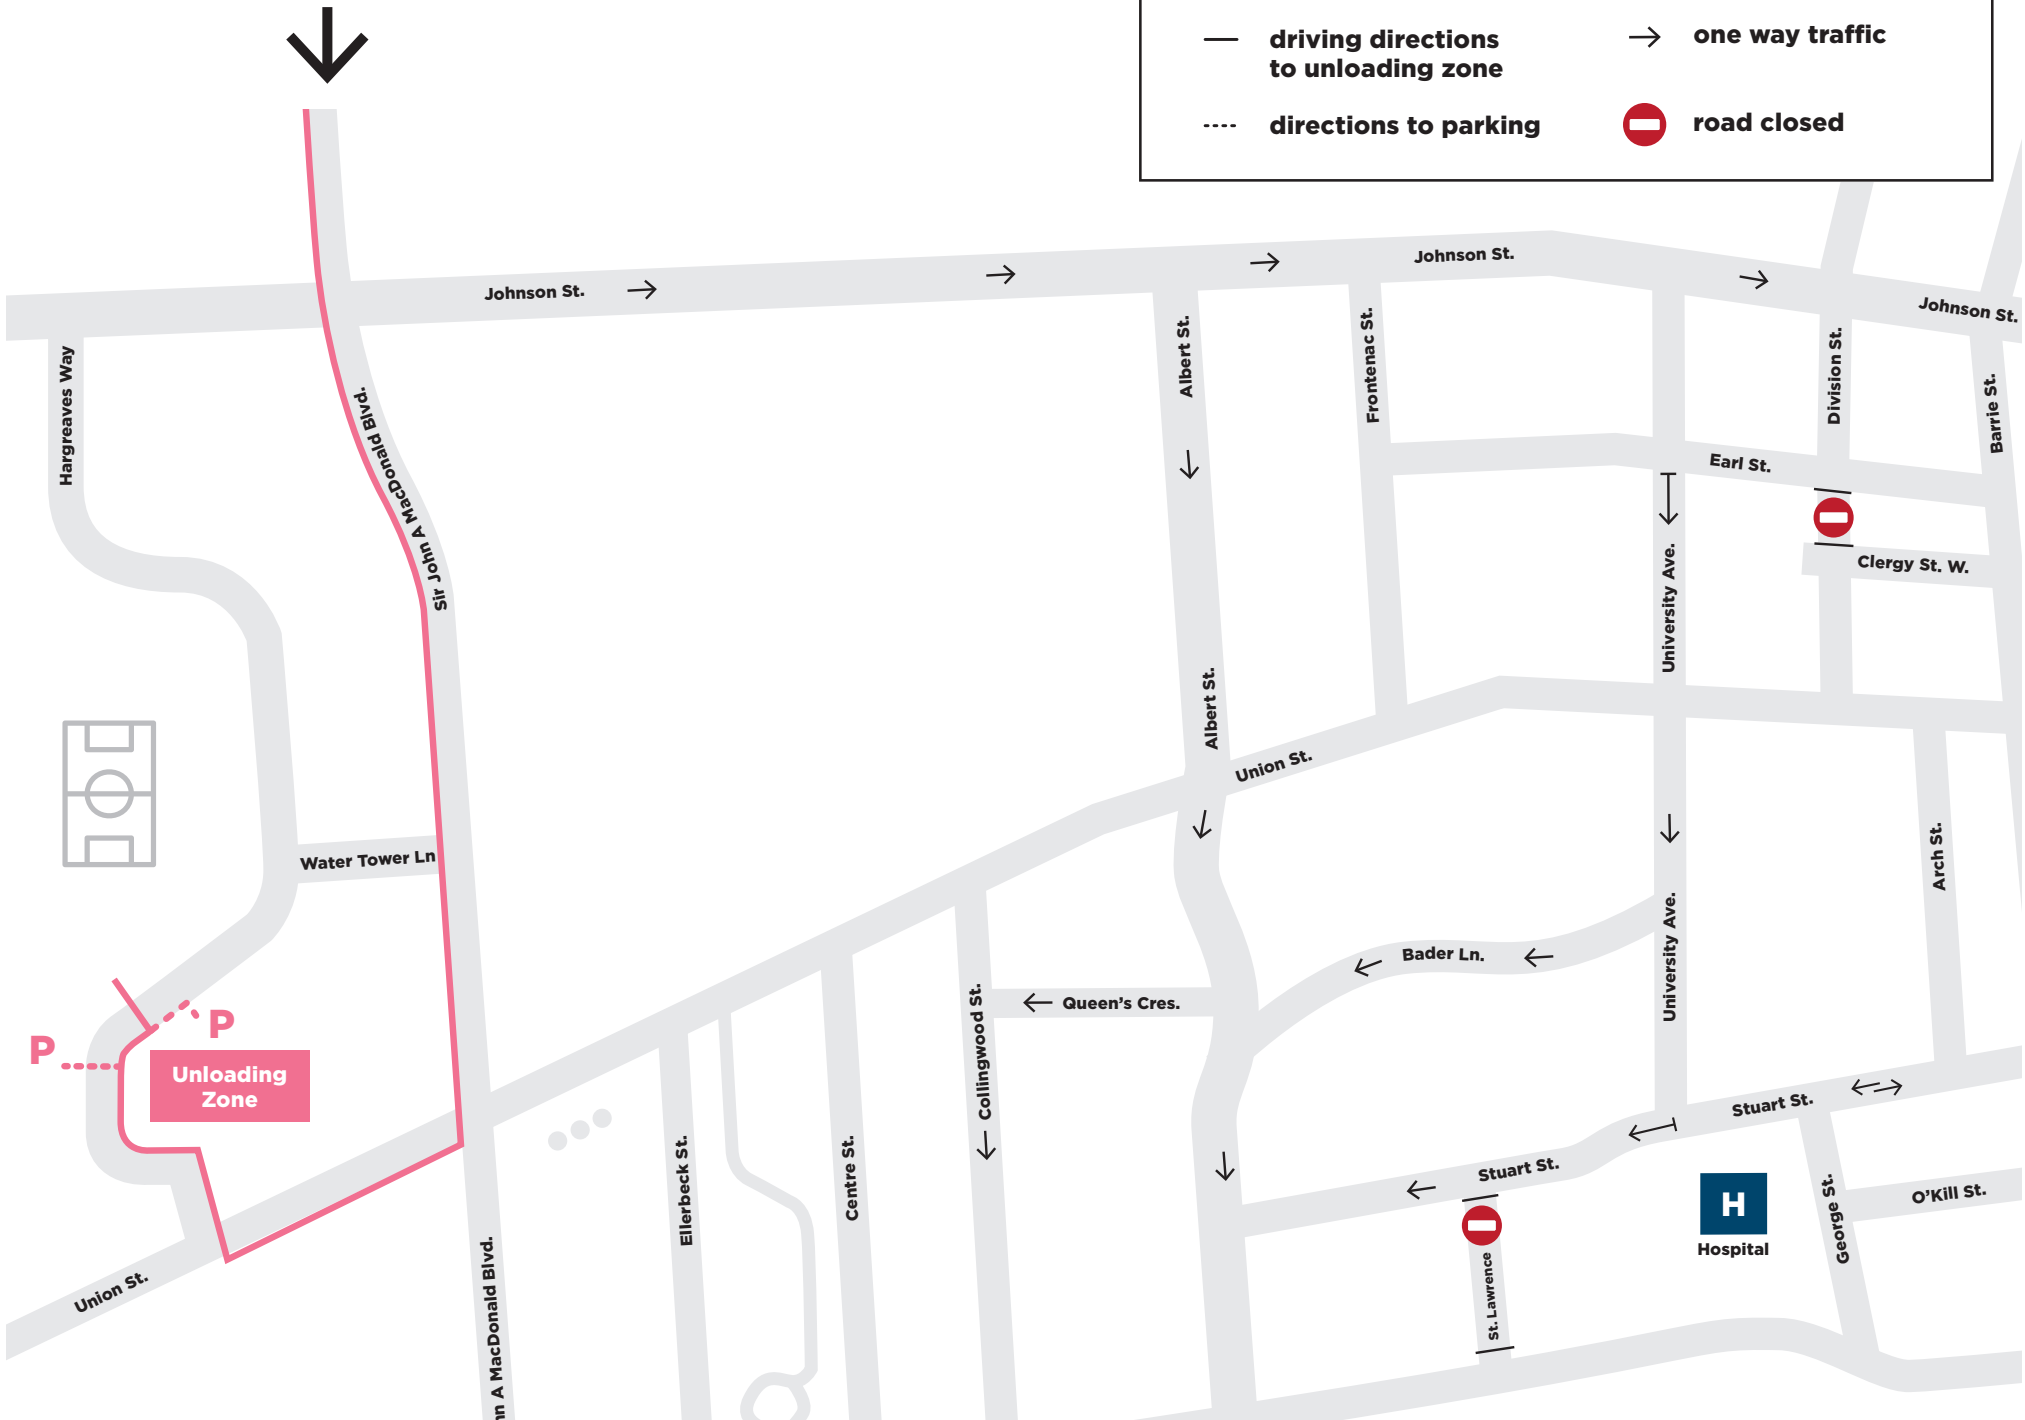 driving directions
to unloading zone
one way traffic
directions to parking
road closed
Johnson St.
Johnson St.
Johnson St.
Hargreaves Way
Sir John A MacDonald Blvd.
Albert St.
Frontenac St.
Division St.
Barrie St.
Earl St.
Clergy St. W.
University Ave.
Albert St.
Union St.
Water Tower Ln
Arch St.
University Ave.
Bader Ln.
Queen's Cres.
Collingwood St.
P
P
Unloading
Zone
Stuart St.
Stuart St.
Ellerbeck St.
Centre St.
H
Hospital
George St.
O'Kill St.
St. Lawrence
Union St.
hn A MacDonald Blvd.